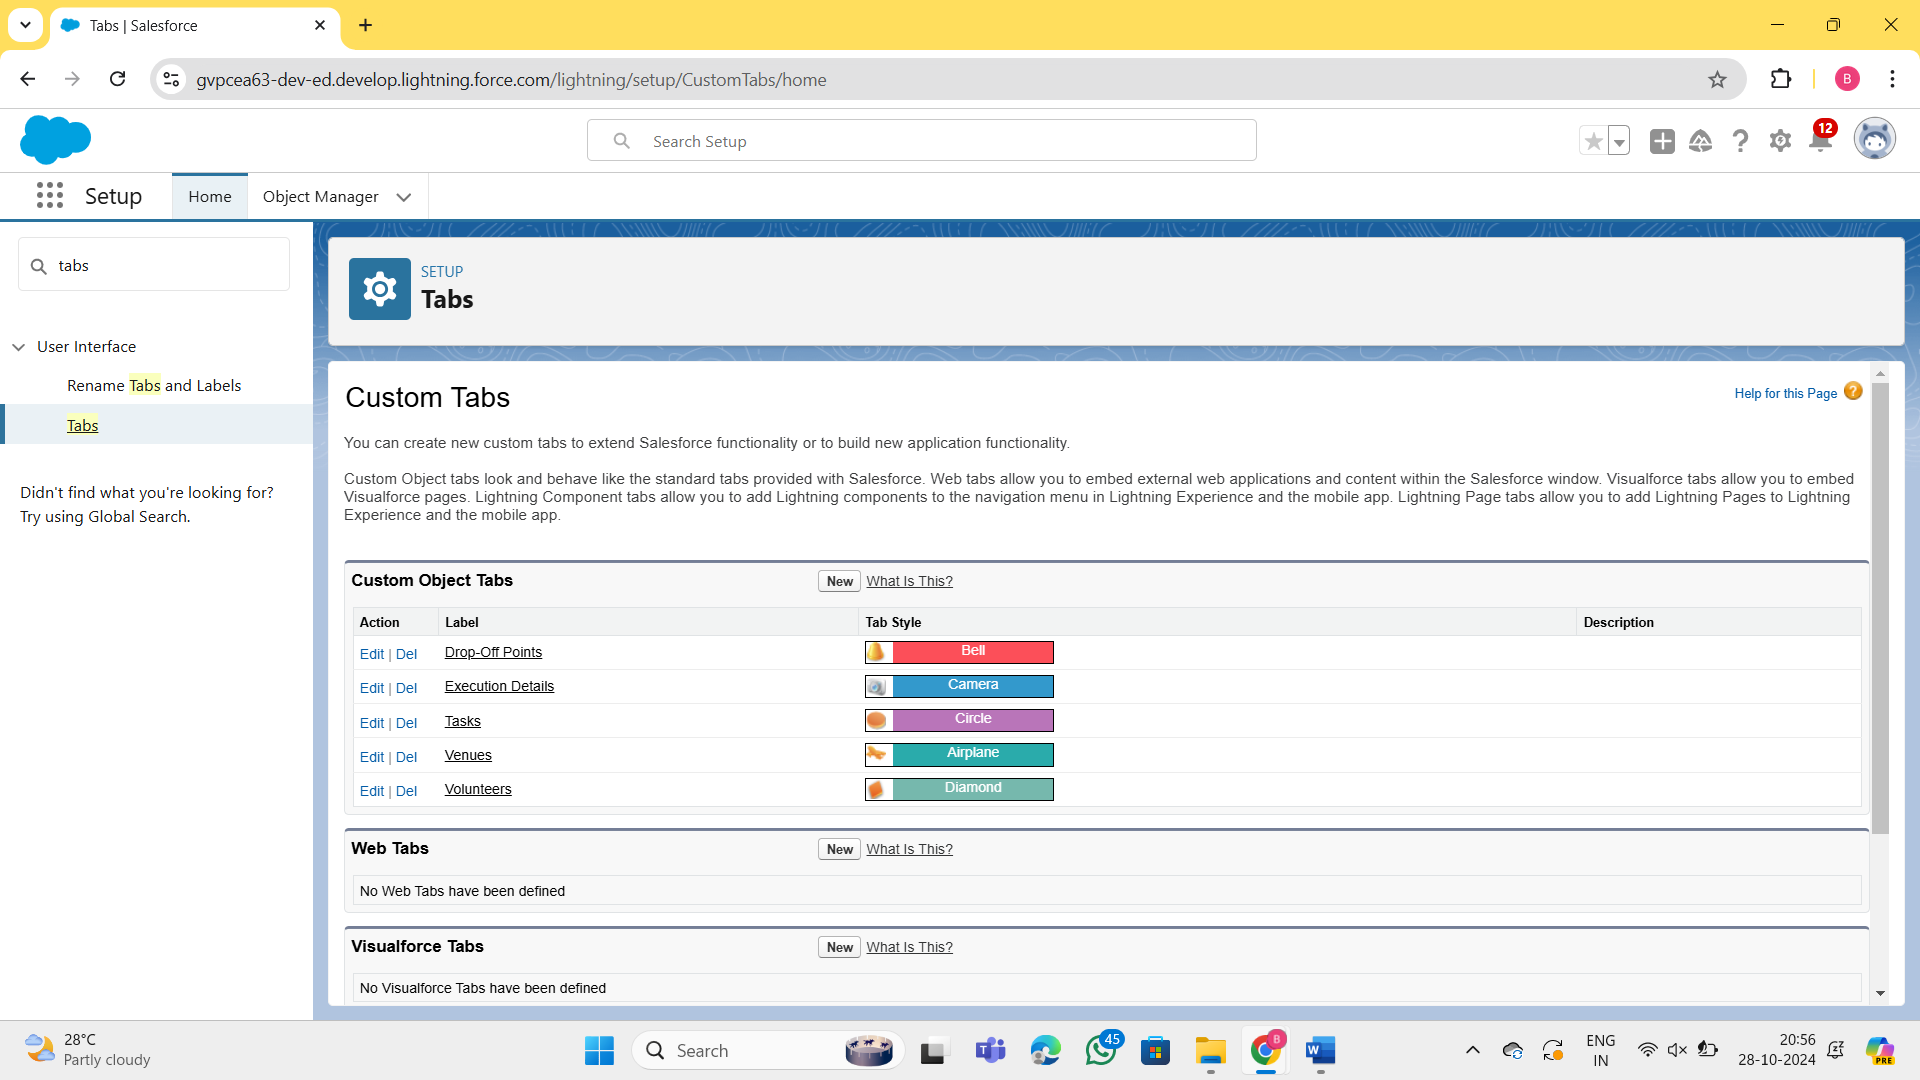 Tabs | Salesforce
gvpcea63-dev-ed.develop.lightning.force.com/lightning/setup/CustomTabs/home
B
Search Setup
12
Setup
Home
Object Manager
tabs
User Interface
Rename Tabs and Labels
Tabs
Didn't find what you're looking for?
Try using Global Search.
SETUP
Tabs
Custom Tabs
Help for this Page ?
You can create new custom tabs to extend Salesforce functionality or to build new application functionality.
Custom Object tabs look and behave like the standard tabs provided with Salesforce. Web tabs allow you to embed external web applications and content within the Salesforce window. Visualforce tabs allow you to embed
Visualforce pages. Lightning Component tabs allow you to add Lightning components to the navigation menu in Lightning Experience and the mobile app. Lightning Page tabs allow you to add Lightning Pages to Lightning
Experience and the mobile app.
Custom Object Tabs New What Is This?
Action Label Tab Style Description
Edit | Del Drop-Off Points Bell
Edit | Del Execution Details Camera
Edit | Del Tasks Circle
Edit | Del Venues Airplane
Edit | Del Volunteers Diamond
Web Tabs New What Is This?
No Web Tabs have been defined
Visualforce Tabs New What Is This?
No Visualforce Tabs have been defined
28°C
Partly cloudy
Search
45
B
ENG
IN
20:56
28-10-2024
PRE